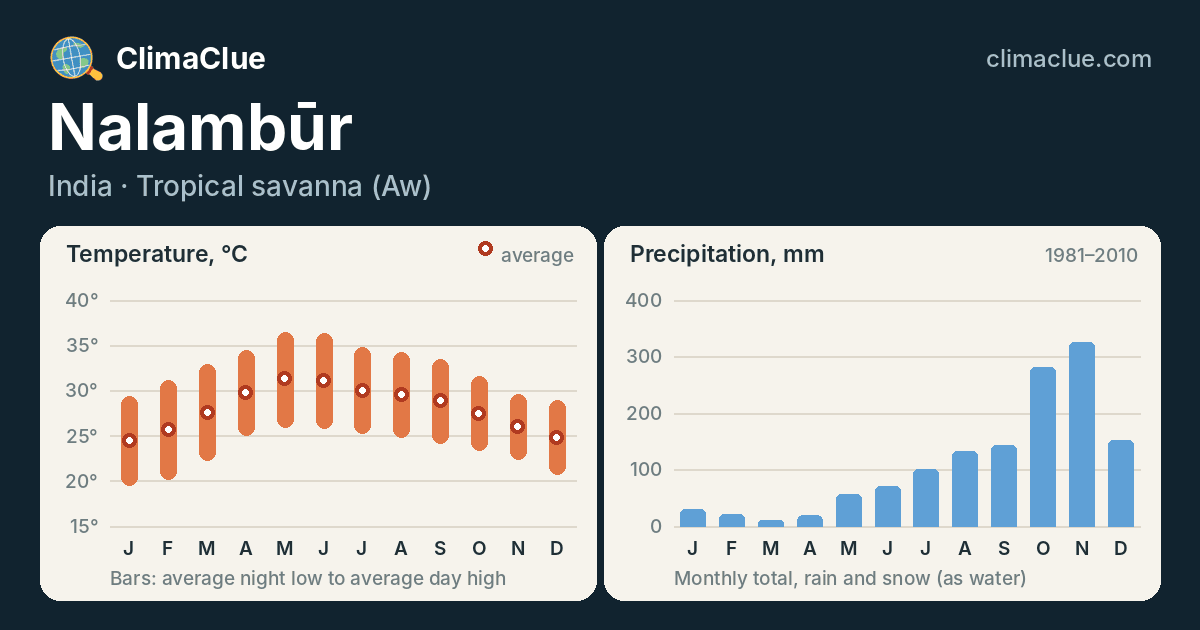 ClimaClue
climaclue.com
Nalambūr
India · Tropical savanna (Aw)
Temperature, °C
average
40°
35°
30°
25°
20°
15°
J F M A M J J A S O N D
Bars: average night low to average day high
Precipitation, mm
1981–2010
400
300
200
100
0
J F M A M J J A S O N D
Monthly total, rain and snow (as water)